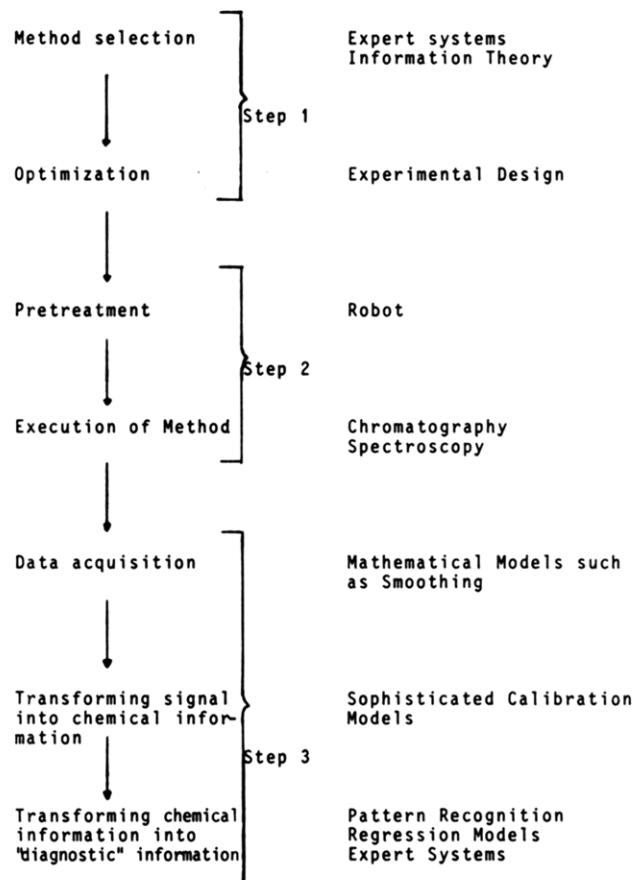 Method selection
Expert systems
Information Theory
Step 1
Optimization
Experimental Design
Pretreatment
Robot
Step 2
Execution of Method
Chromatography
Spectroscopy
Data acquisition
Mathematical Models such
as Smoothing
Transforming signal
into chemical infor-
mation
Sophisticated Calibration
Models
Step 3
Transforming chemical
information into
"diagnostic" information
Pattern Recognition
Regression Models
Expert Systems